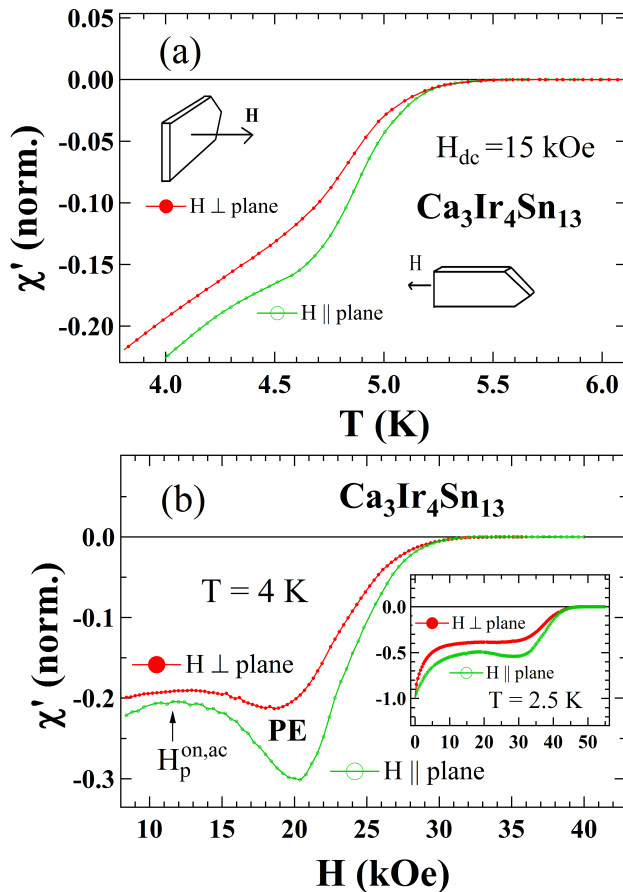 0.05
(a)
0.00
H
-0.05
H_dc =15 kOe
H ⊥ plane
-0.10
Ca₃Ir₄Sn₁₃
χ' (norm.)
-0.15
H
H || plane
-0.20
4.0 4.5 5.0 5.5 6.0
T (K)
(b) Ca₃Ir₄Sn₁₃
0.0
T = 4 K
-0.1
χ' (norm.)
H ⊥ plane
-0.2
PE
H_p^on,ac
H || plane
-0.3
0.0
H ⊥ plane
-0.5
H || plane
T = 2.5 K
-1.0
0 10 20 30 40 50
10 15 20 25 30 35 40
H (kOe)